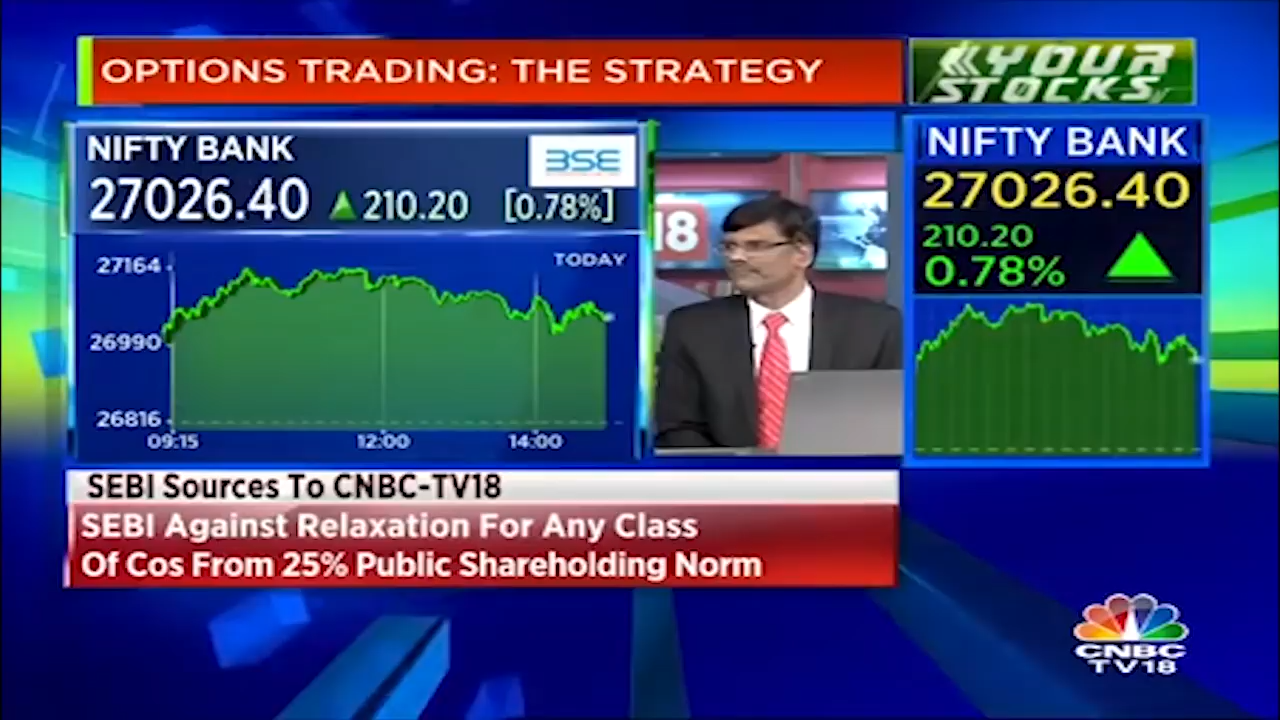 OPTIONS TRADING: THE STRATEGY
YOUR
STOCKS
NIFTY BANK
BSE
27026.40 ▲ 210.20 [0.78%]
TODAY
27164
26990
26816
09:15 12:00 14:00
18
NIFTY BANK
27026.40
210.20
0.78%
SEBI Sources To CNBC-TV18
SEBI Against Relaxation For Any Class
Of Cos From 25% Public Shareholding Norm
CNBC
TV18